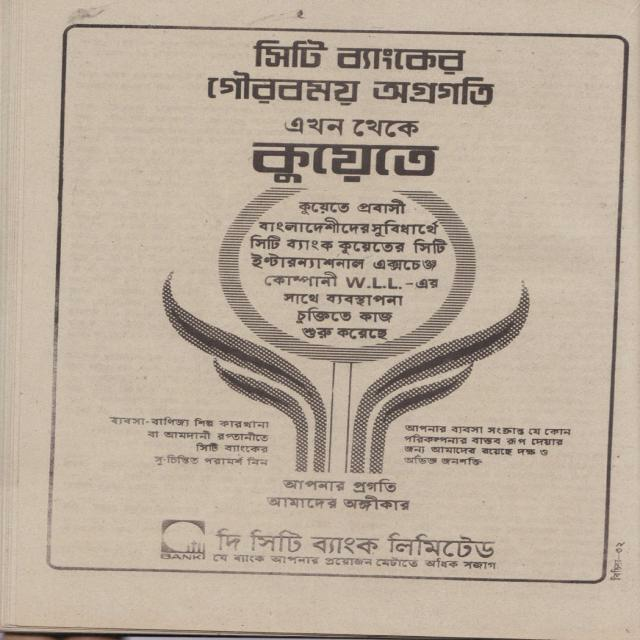 সিটি ব্যাংকের
গৌরবময় অগ্রগতি
এখন থেকে
কুয়েতে
কুয়েতে প্রবাসী
বাংলাদেশীদের সুবিধার্থে
সিটি ব্যাংক কুয়েতের সিটি
ইন্টারন্যাশনাল এক্সচেঞ্জ
কোম্পানী W.L.L.-এর
সাথে ব্যবস্থাপনা
চুক্তিতে কাজ
শুরু করেছে
ব্যবসা-বাণিজ্য শিল্প কারখানা
বা আমদানী রপ্তানীতে
সিটি ব্যাংকের
সু-চিন্তিত পরামর্শ নিন
আপনার ব্যবসা সংক্রান্ত যে কোন
পরিকল্পনার বাস্তব রূপ দেয়ার
জন্য আমাদের রয়েছে দক্ষ ও
অভিজ্ঞ জনশক্তি
আপনার প্রগতি
আমাদের অঙ্গীকার
BANK
দি সিটি ব্যাংক লিমিটেড
যে ব্যাংক আপনার প্রয়োজন মেটাতে অধিক সজাগ